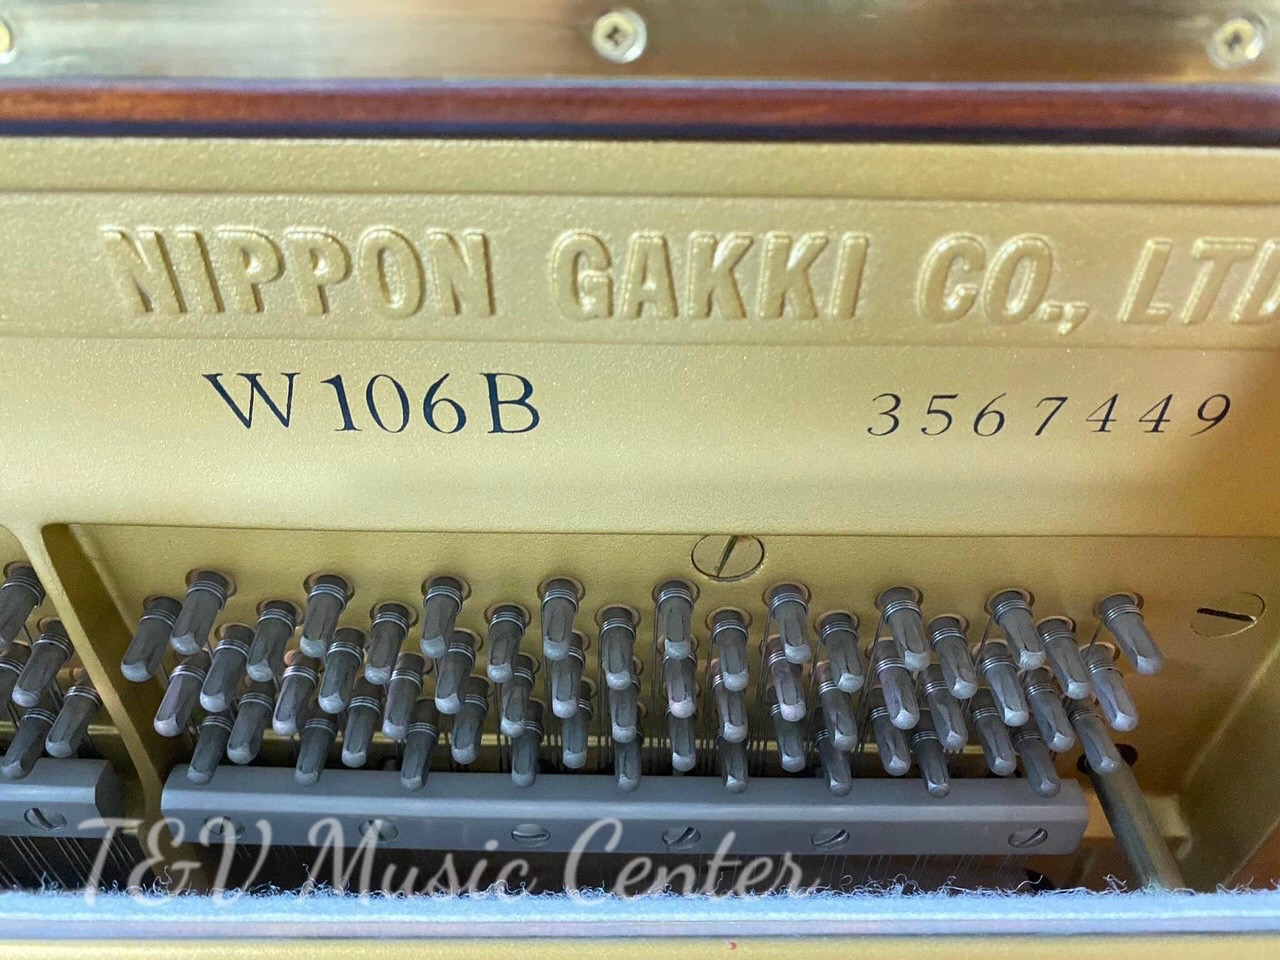 NIPPON GAKKI CO., LTD
W106B 3567449
T&V Music Center